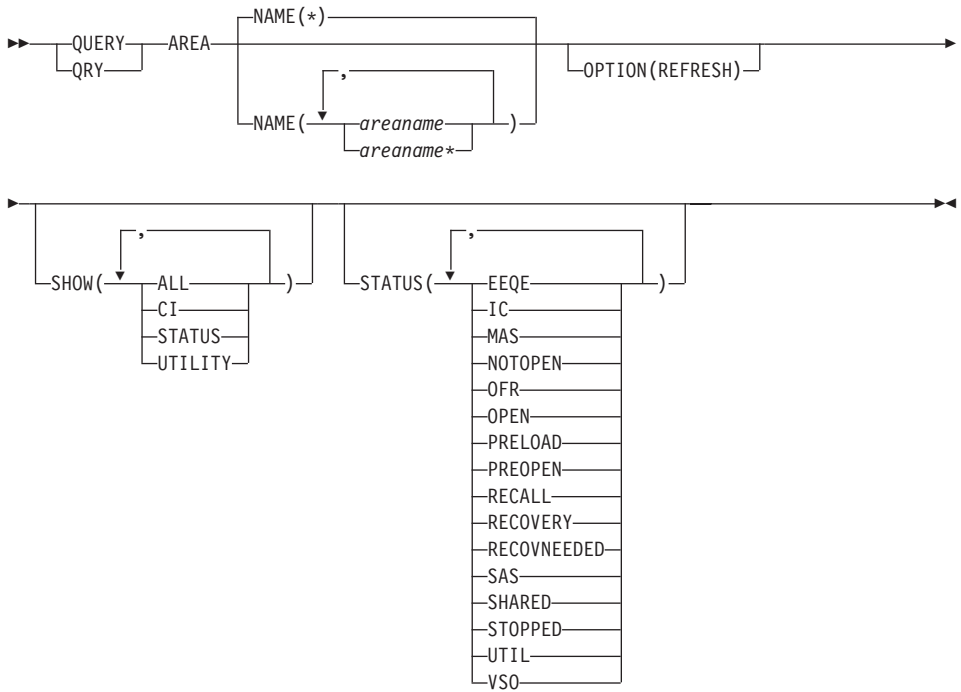 NAME(*)
QUERY AREA
QRY OPTION(REFRESH)
,
NAME( areaname )
areaname*
, ,
SHOW( ALL ) STATUS( EEQE )
CI IC
STATUS MAS
UTILITY NOTOPEN
OFR
OPEN
PRELOAD
PREOPEN
RECALL
RECOVERY
RECOVNEEDED
SAS
SHARED
STOPPED
UTIL
VSO